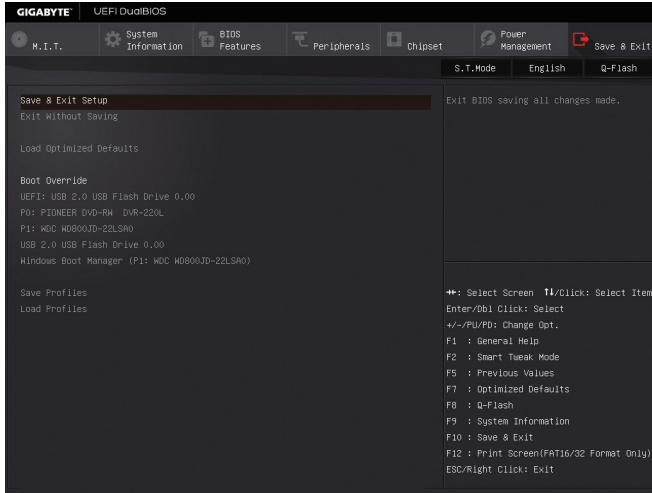 GIGABYTE™ UEFI DualBIOS
M.I.T.
System
Information
BIOS
Features
Peripherals
Chipset
Power
Management
Save & Exit
S.T.Mode English Q-Flash
Save & Exit Setup
Exit Without Saving
Load Optimized Defaults
Boot Override
UEFI: USB 2.0 USB Flash Drive 0.00
P0: PIONEER DVD-RW DVR-220L
P1: WDC WD800JD-22LSA0
USB 2.0 USB Flash Drive 0.00
Windows Boot Manager (P1: WDC WD800JD-22LSA0)
Save Profiles
Load Profiles
Exit BIOS saving all changes made.
→←: Select Screen ↑↓/Click: Select Item
Enter/Dbl Click: Select
+/-/PU/PD: Change Opt.
F1 : General Help
F2 : Smart Tweak Mode
F5 : Previous Values
F7 : Optimized Defaults
F8 : Q-Flash
F9 : System Information
F10 : Save & Exit
F12 : Print Screen(FAT16/32 Format Only)
ESC/Right Click: Exit